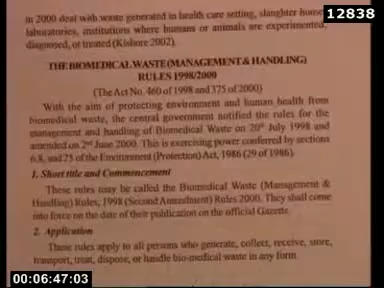 12838
in 2000 deal with waste generated in health care setting, slaughter house
laboratories, institutions where humans or animals are experimented,
diagnosed, or treated (Kishore 2002).
THE BIOMEDICAL WASTE (MANAGEMENT & HANDLING)
RULES 1998/2000
(The Act No. 460 of 1998 and 375 of 2000)
With the aim of protecting environment and human health from
biomedical waste, the central government notified the rules for the
management and handling of Biomedical Waste on 20th July 1998 and
amended on 2nd June 2000. This is exercising power conferred by sections
6,8, and 25 of the Environment (Protection) Act, 1986 (29 of 1986).
1. Short title and Commencement
These rules may be called the Biomedical Waste (Management &
Handling) Rules, 1998 (Second Amendment) Rules 2000. They shall come
into force on the date of their publication on the official Gazette.
2. Application
These rules apply to all persons who generate, collect, receive, store,
transport, treat, dispose, or handle bio-medical waste in any form.
00:06:47:03